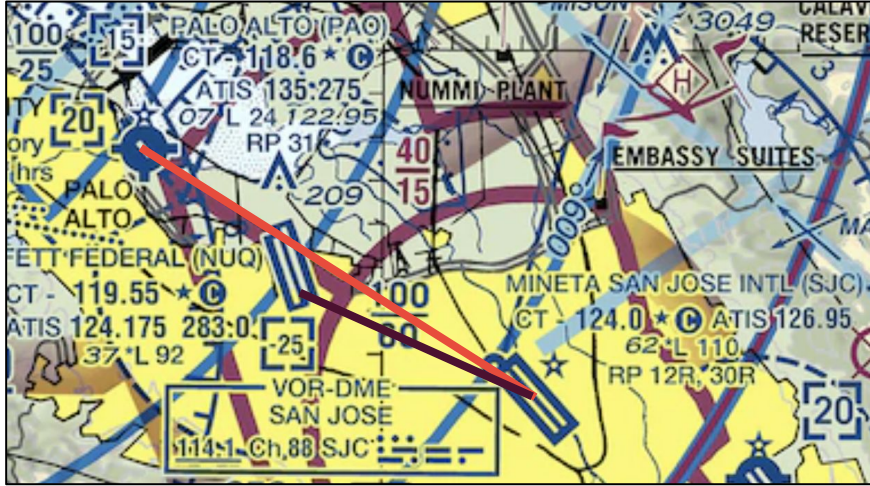 100
25
15
PALO ALTO (PAO)
CT - 118.6 ★ C
ATIS 135.275
07 L 24 122.95
RP 31
20
ITY
ory
hrs
PALO
ALTO
209
NUMMI PLANT
40
15
3049
H
EMBASSY SUITES
CALAV
RESER
3
009°
MA
FETT FEDERAL (NUQ)
CT - 119.55 ★ C
ATIS 124.175 283.0
37 *L 92
-25
100
60
MINETA SAN JOSE INTL (SJC)
CT - 124.0 ★ C ATIS 126.95
62 *L 110
RP 12R, 30R
20
VOR-DME
SAN JOSE
114.1 Ch 88 SJC